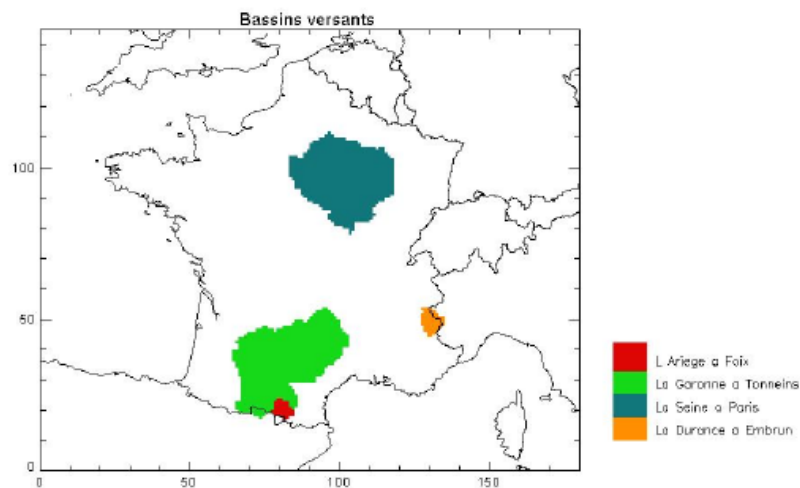 Bassins versants
100
50
0
0
50
100
150
L Ariege a Foix
La Garonne a Tonneins
La Seine a Paris
La Durance a Embrun